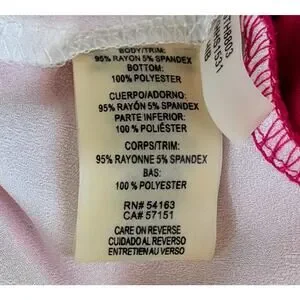 BODY/TRIM:
95% RAYON 5% SPANDEX
BOTTOM:
100% POLYESTER
CUERPO/ADORNO:
95% RAYÓN 5% SPANDEX
PARTE INFERIOR:
100 % POLIÉSTER
CORPS/TRIM:
95% RAYONNE 5% SPANDEX
BAS:
100 % POLYESTER
RN# 54163
CA# 57151
CARE ON REVERSE
CUIDADO AL REVERSO
ENTRETIEN AU VERSO